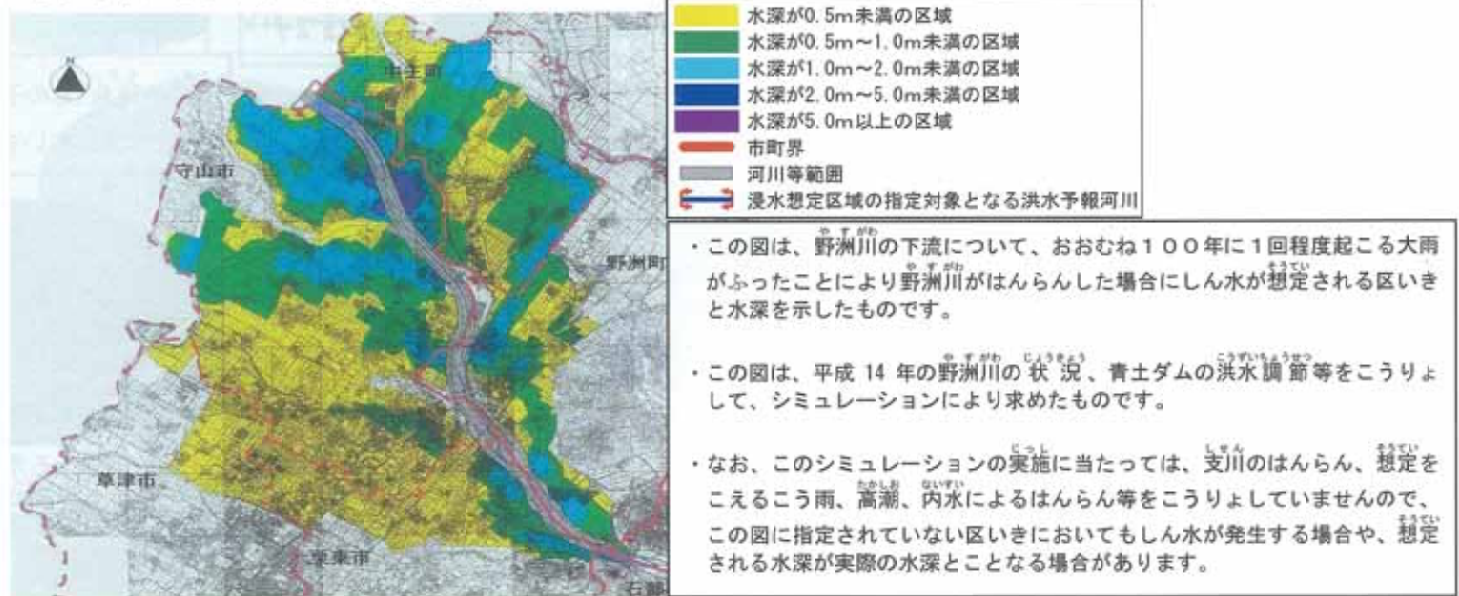 水深が0.5m未満の区域
水深が0.5m～1.0m未満の区域
水深が1.0m～2.0m未満の区域
水深が2.0m～5.0m未満の区域
水深が5.0m以上の区域
市町界
河川等範囲
浸水想定区域の指定対象となる洪水予報河川
N
中主町
守山市
野洲町
草津市
栗東市
・この図は、野洲川の下流について、おおむね１００年に１回程度起こる大雨
がふったことにより野洲川がはんらんした場合にしん水が想定される区いき
と水深を示したものです。
・この図は、平成 14 年の野洲川の状況、青土ダムの洪水調節等をこうりょ
して、シミュレーションにより求めたものです。
・なお、このシミュレーションの実施に当たっては、支川のはんらん、想定を
こえるこう雨、高潮、内水によるはんらん等をこうりょしていませんので、
この図に指定されていない区いきにおいてもしん水が発生する場合や、想定
される水深が実際の水深とことなる場合があります。